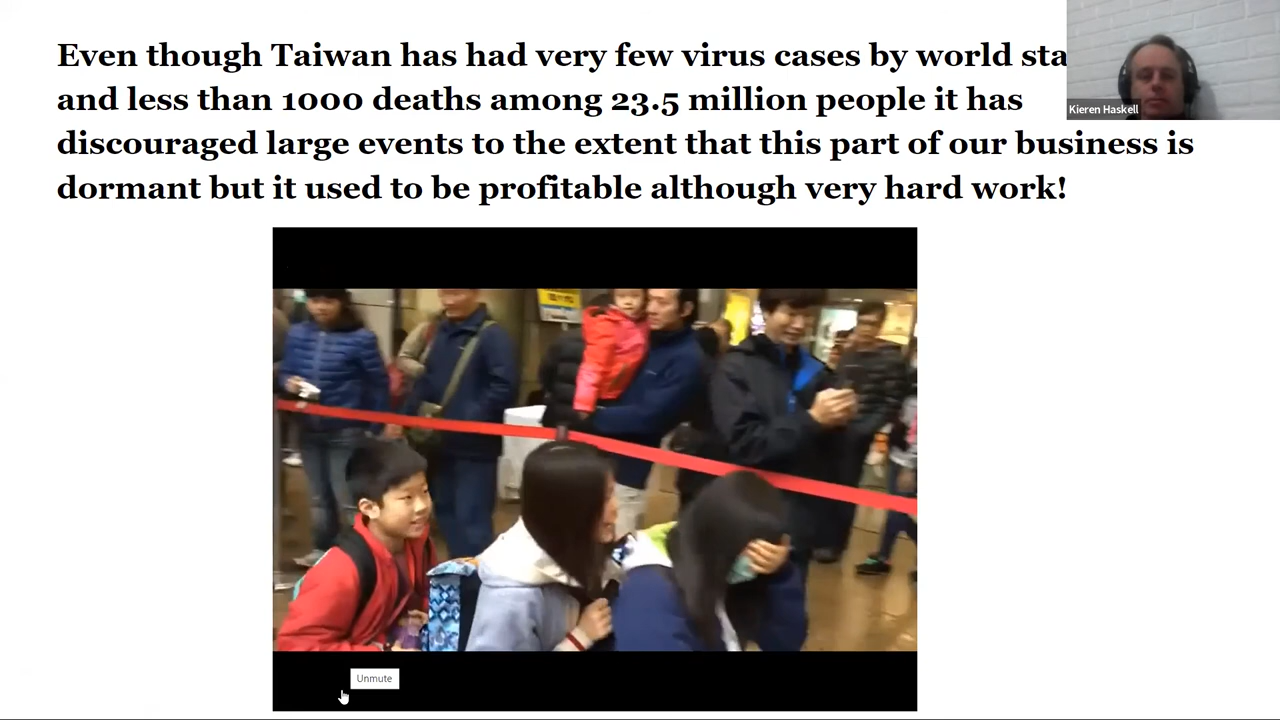 Even though Taiwan has had very few virus cases by world sta
and less than 1000 deaths among 23.5 million people it has
discouraged large events to the extent that this part of our business is
dormant but it used to be profitable although very hard work!
Kieren Haskell
Unmute